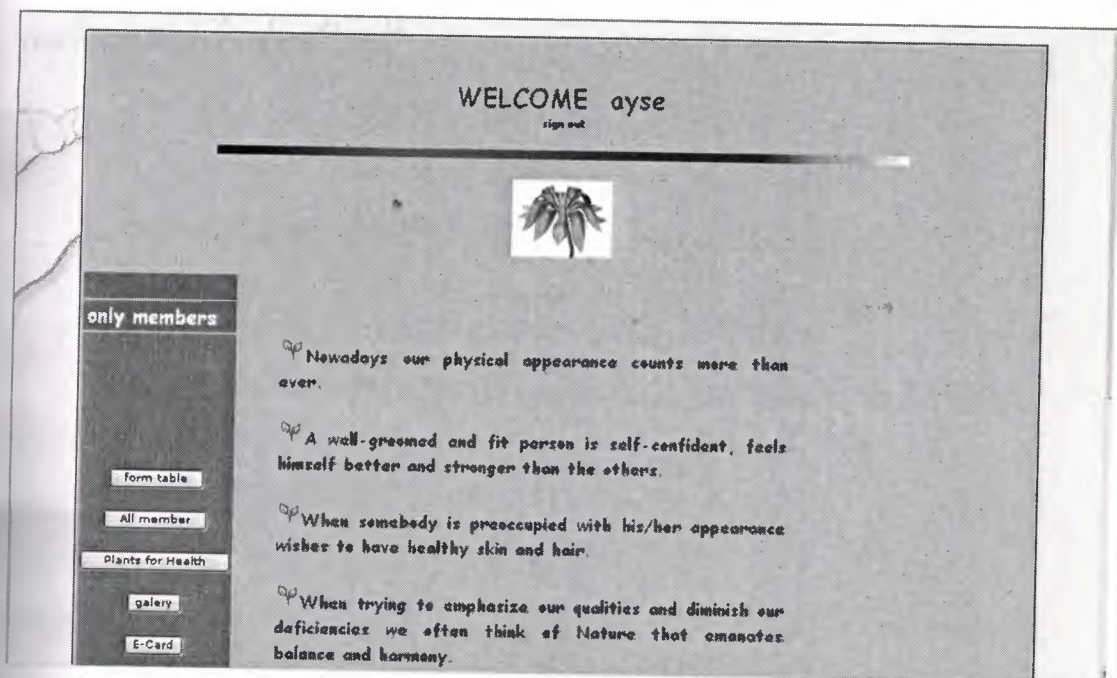 WELCOME ayse
sign out
only members
Nowadays our physical appearance counts more than
ever.
A well-groomed and fit person is self-confident, feels
himself better and stronger than the others.
When somebody is preoccupied with his/her appearance
wishes to have healthy skin and hair.
When trying to emphasize our qualities and diminish our
deficiencies we often think of Nature that emanates
balance and harmony.
form table
All member
Plants for Health
galery
E-Card